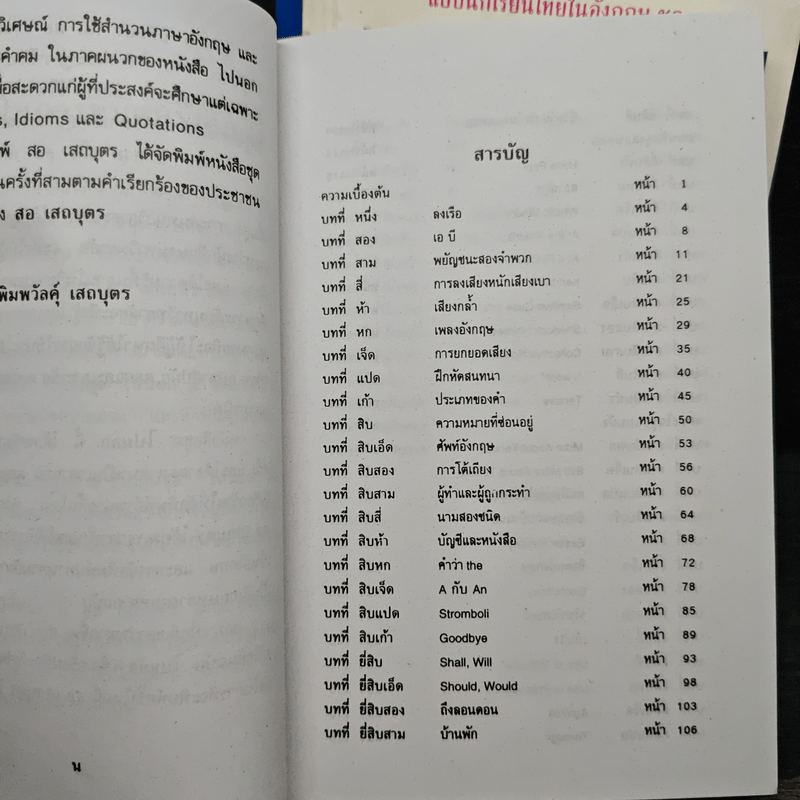 แบบนักเรียนไทยในอังกฤษ
วิเศษณ์ การใช้สำนวนภาษาอังกฤษ และ
คำคม ในภาคผนวกของหนังสือ ไปนอก
เพื่อสะดวกแก่ผู้ที่ประสงค์จะศึกษาแต่เฉพาะ
s, Idioms และ Quotations
พ์ สอ เสถบุตร ได้จัดพิมพ์หนังสือชุด
นครั้งที่สามตามคำเรียกร้องของประชาชน
ง สอ เสถบุตร
พิมพวัลคุ์ เสถบุตร
น
สารบัญ
ความเบื้องต้น หน้า 1
บทที่ หนึ่ง ลงเรือ หน้า 4
บทที่ สอง เอ บี หน้า 8
บทที่ สาม พยัญชนะสองจำพวก หน้า 11
บทที่ สี่ การลงเสียงหนักเสียงเบา หน้า 21
บทที่ ห้า เสียงกล้ำ หน้า 25
บทที่ หก เพลงอังกฤษ หน้า 29
บทที่ เจ็ด การยกยอดเสียง หน้า 35
บทที่ แปด ฝึกหัดสนทนา หน้า 40
บทที่ เก้า ประเภทของคำ หน้า 45
บทที่ สิบ ความหมายที่ซ่อนอยู่ หน้า 50
บทที่ สิบเอ็ด ศัพท์อังกฤษ หน้า 53
บทที่ สิบสอง การโต้เถียง หน้า 56
บทที่ สิบสาม ผู้ทำและผู้ถูกกระทำ หน้า 60
บทที่ สิบสี่ นามสองชนิด หน้า 64
บทที่ สิบห้า บัญชีและหนังสือ หน้า 68
บทที่ สิบหก คำว่า the หน้า 72
บทที่ สิบเจ็ด A กับ An หน้า 78
บทที่ สิบแปด Stromboli หน้า 85
บทที่ สิบเก้า Goodbye หน้า 89
บทที่ ยี่สิบ Shall, Will หน้า 93
บทที่ ยี่สิบเอ็ด Should, Would หน้า 98
บทที่ ยี่สิบสอง ถึงลอนดอน หน้า 103
บทที่ ยี่สิบสาม บ้านพัก หน้า 106